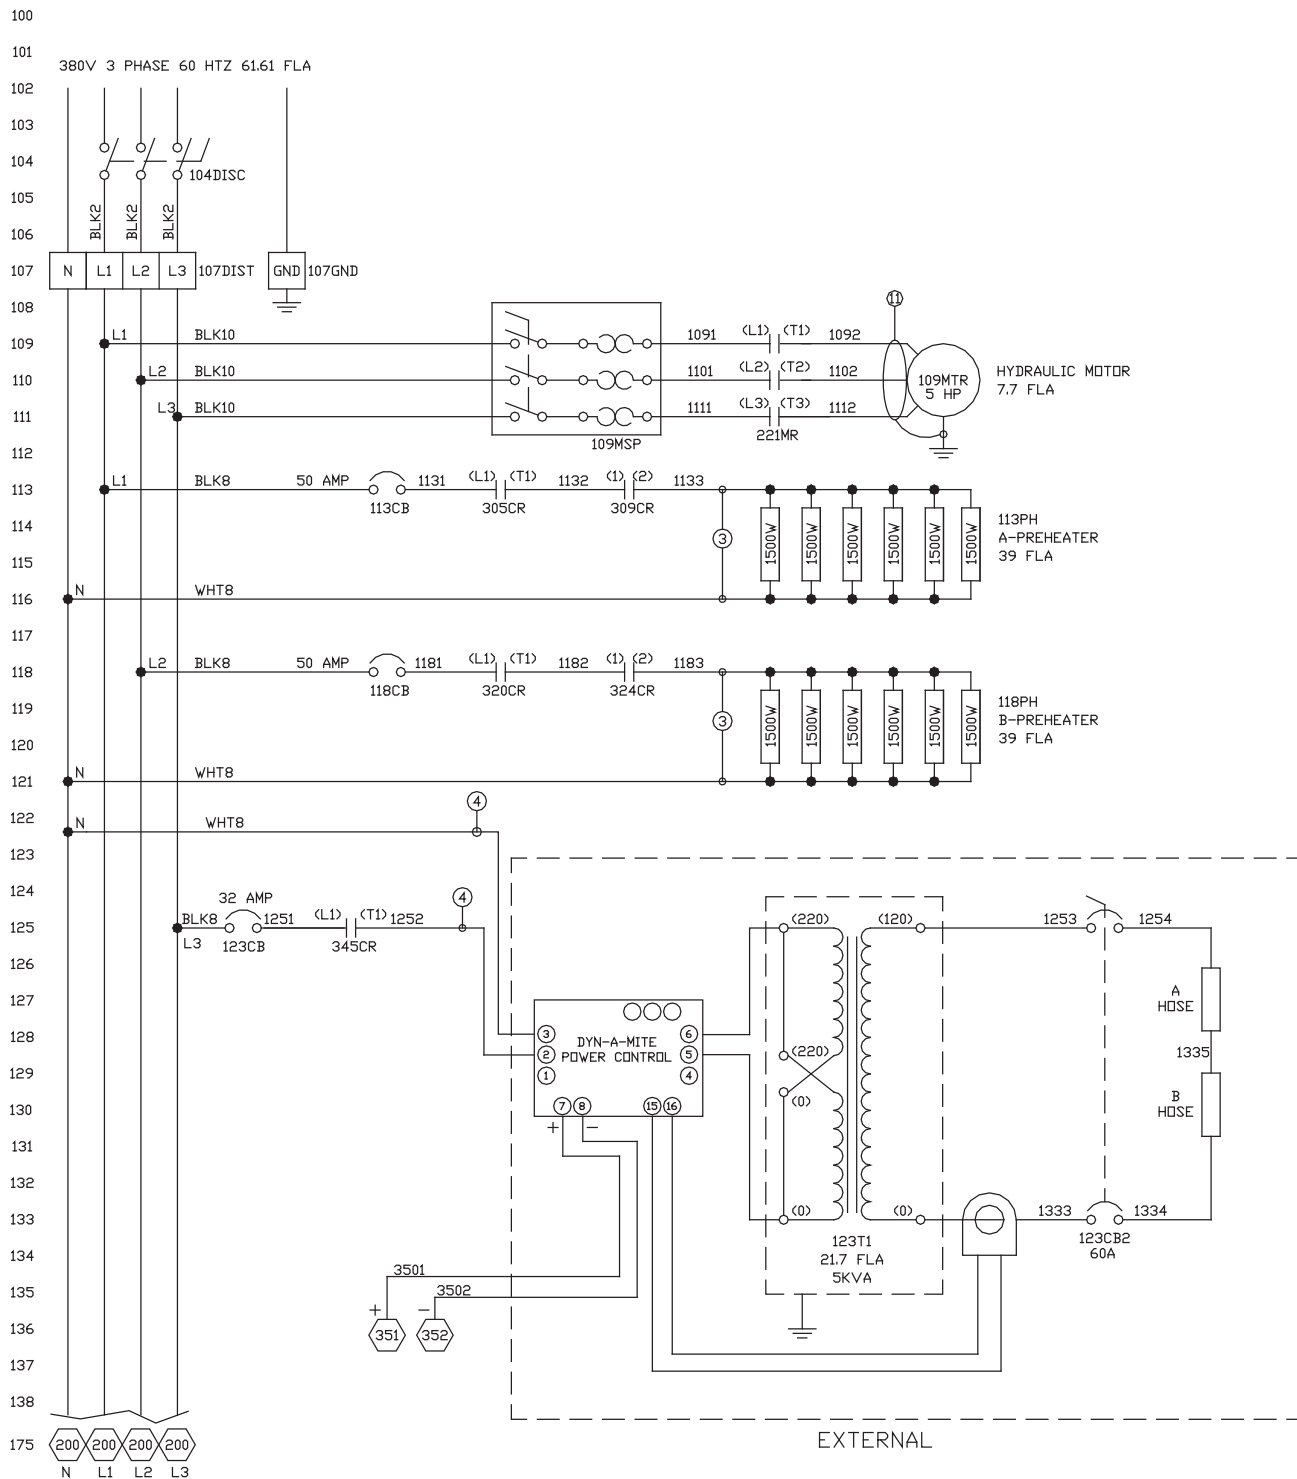 100
101
380V 3 PHASE 60 HTZ 61.61 FLA
102
103
104
104DISC
105
BLK2 BLK2 BLK2
106
107 N L1 L2 L3 107DIST GND 107GND
108
11
L1 BLK10 1091 (L1) (T1) 1092
109
L2 BLK10 1101 (L2) (T2) 1102
110
109MTR
5 HP
HYDRAULIC MOTOR
7.7 FLA
L3 BLK10 1111 (L3) (T3) 1112
111
221MR
109MSP
112
L1 BLK8 50 AMP 1131 (L1) (T1) 1132 (1) (2) 1133
113
113CB 305CR 309CR
114
3
1500W 1500W 1500W 1500W 1500W 1500W
113PH
A-PREHEATER
39 FLA
115
N WHT8
116
117
L2 BLK8 50 AMP 1181 (L1) (T1) 1182 (1) (2) 1183
118
118CB 320CR 324CR
119
3
1500W 1500W 1500W 1500W 1500W 1500W
118PH
B-PREHEATER
39 FLA
120
N WHT8
121
4
122
N WHT8
123
124
32 AMP
4
BLK8 1251 (L1) (T1) 1252
125
L3 123CB 345CR
(220) (120) 1253 1254
126
127
A
HOSE
128
3 6
DYN-A-MITE
POWER CONTROL
2 5
1 4
(220)
1335
129
(0)
B
HOSE
130
7 8 15 16
+ −
131
132
133
(0) (0) 1333 1334
123CB2
60A
134
123T1
21.7 FLA
5KVA
3501
135
3502
+ −
136
351 352
137
138
175 200 200 200 200
N L1 L2 L3
EXTERNAL